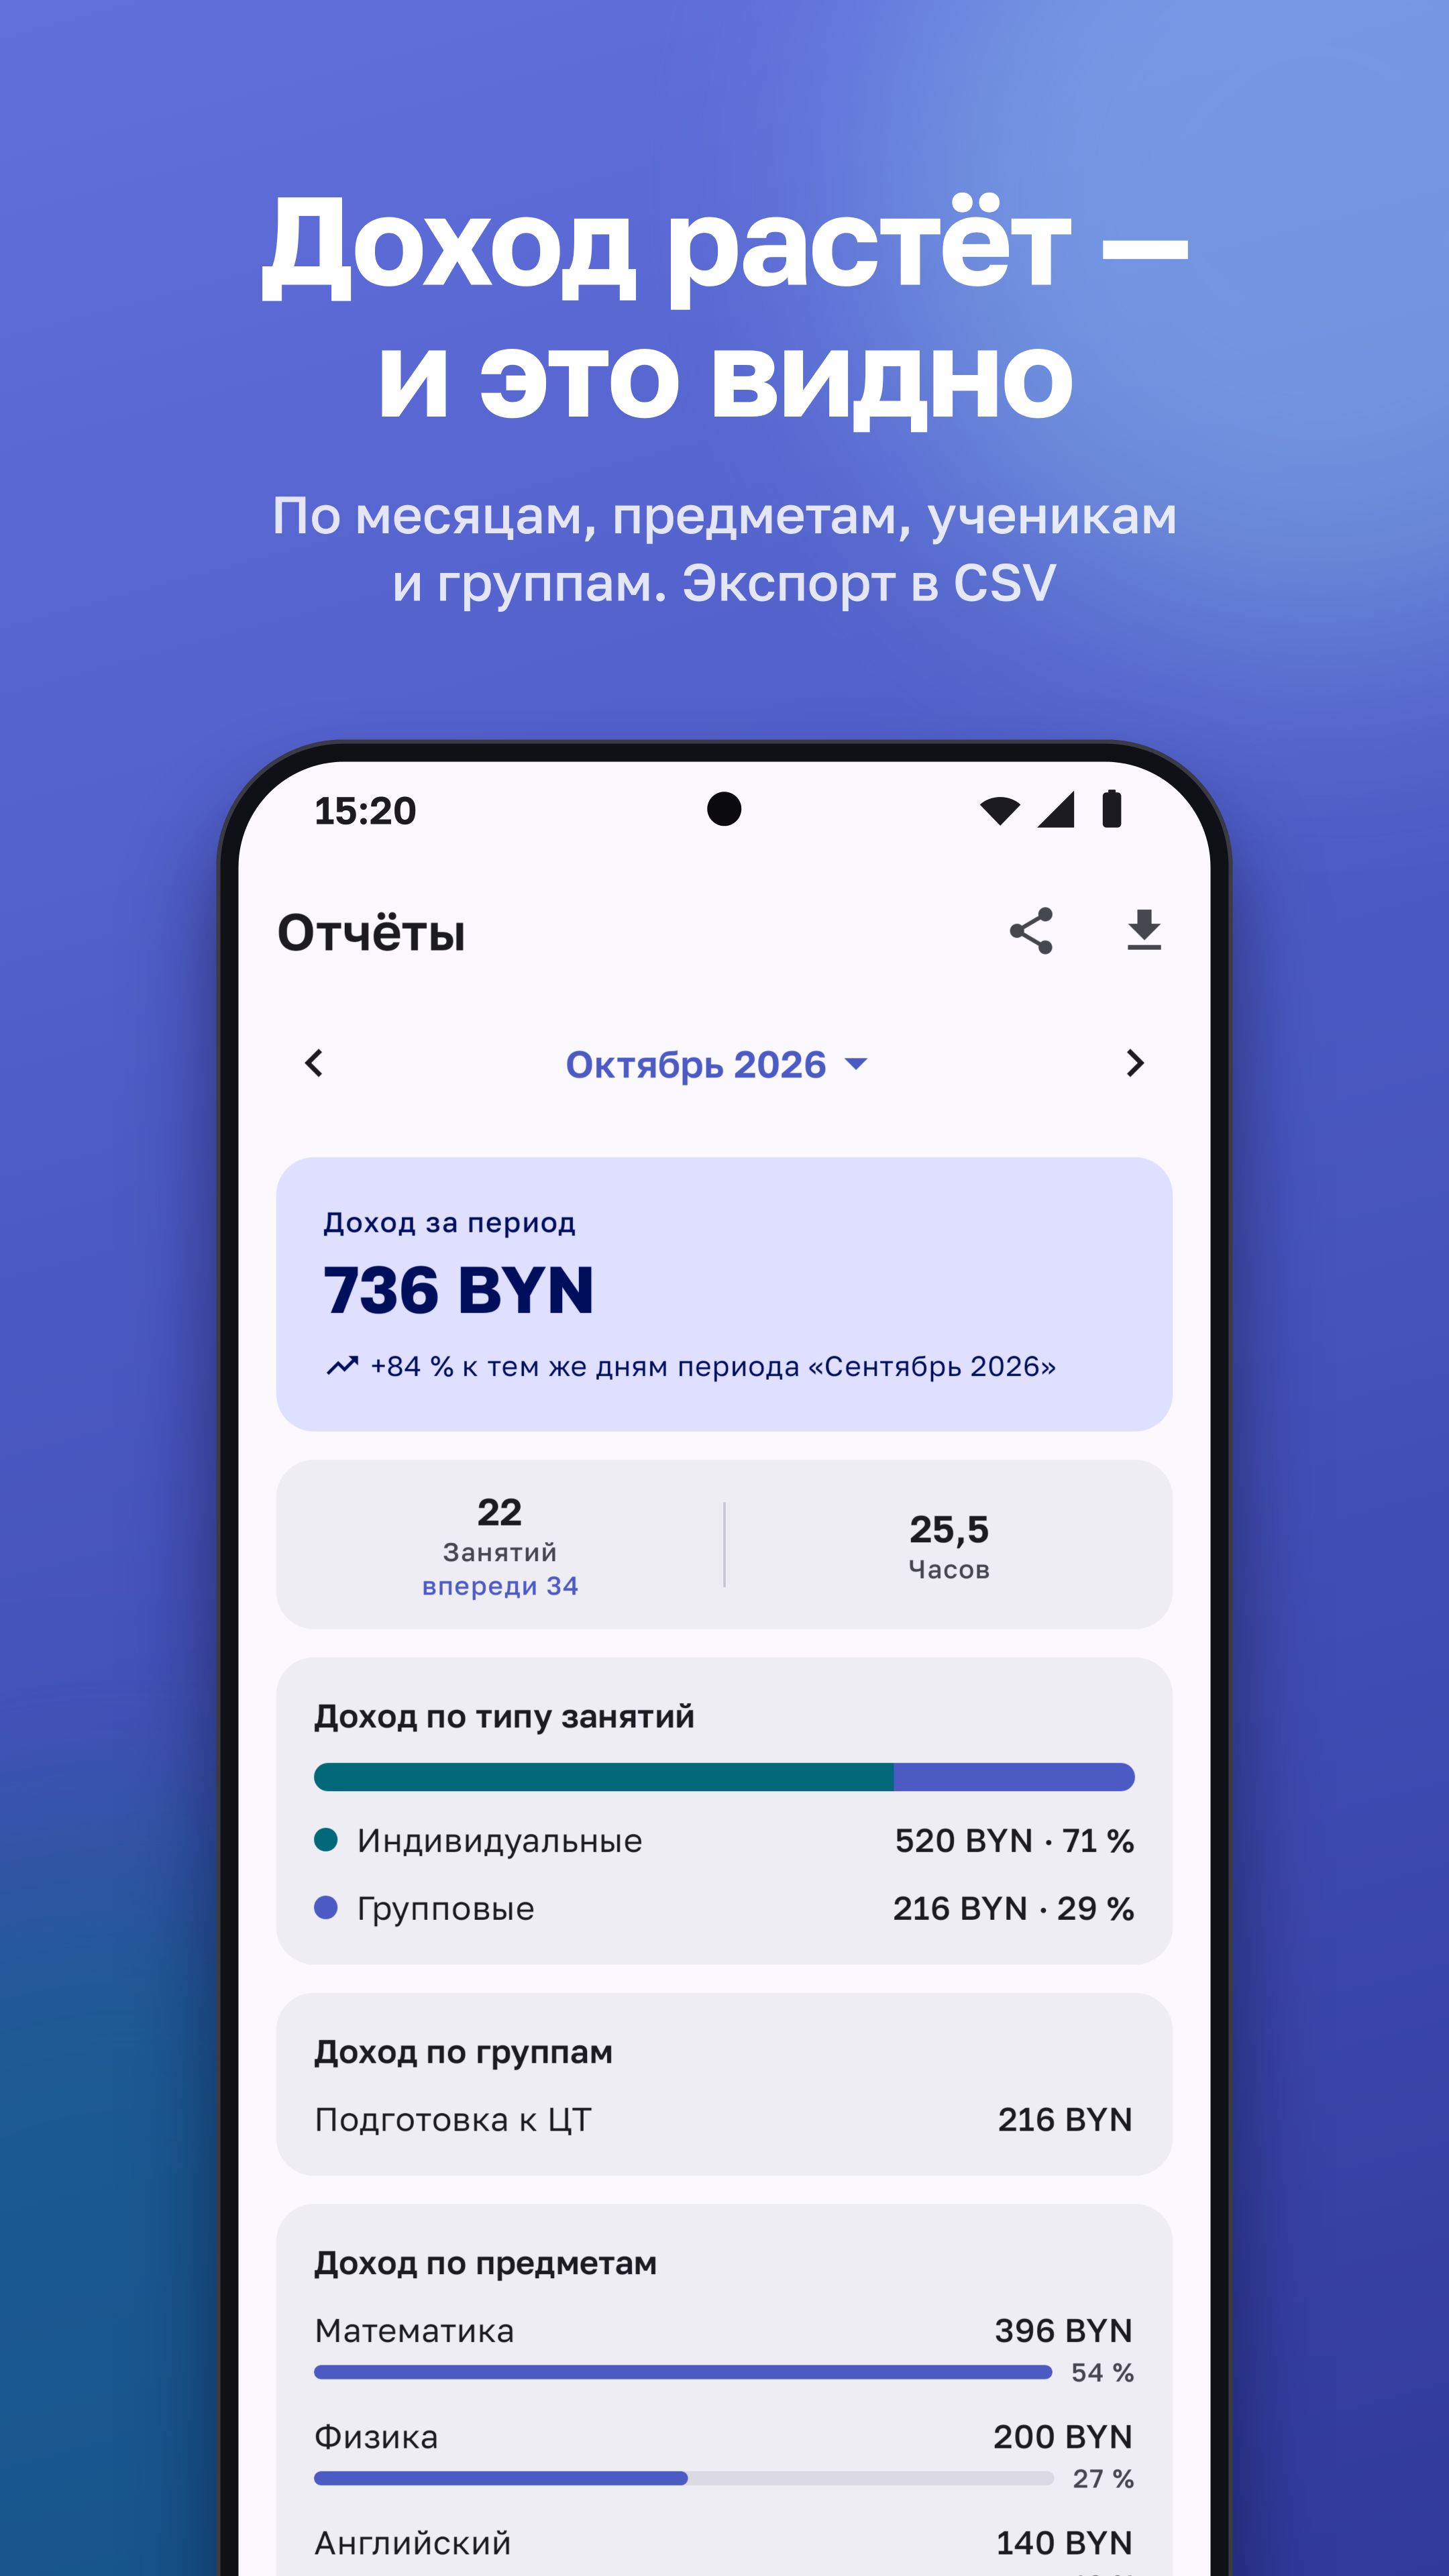 Доход растёт —
и это видно
По месяцам, предметам, ученикам
и группам. Экспорт в CSV
15:20
Отчёты
Октябрь 2026
Доход за период
736 BYN
+84 % к тем же дням периода «Сентябрь 2026»
22
Занятий
впереди 34
25,5
Часов
Доход по типу занятий
Индивидуальные 520 BYN · 71 %
Групповые 216 BYN · 29 %
Доход по группам
Подготовка к ЦТ 216 BYN
Доход по предметам
Математика 396 BYN
54 %
Физика 200 BYN
27 %
Английский 140 BYN